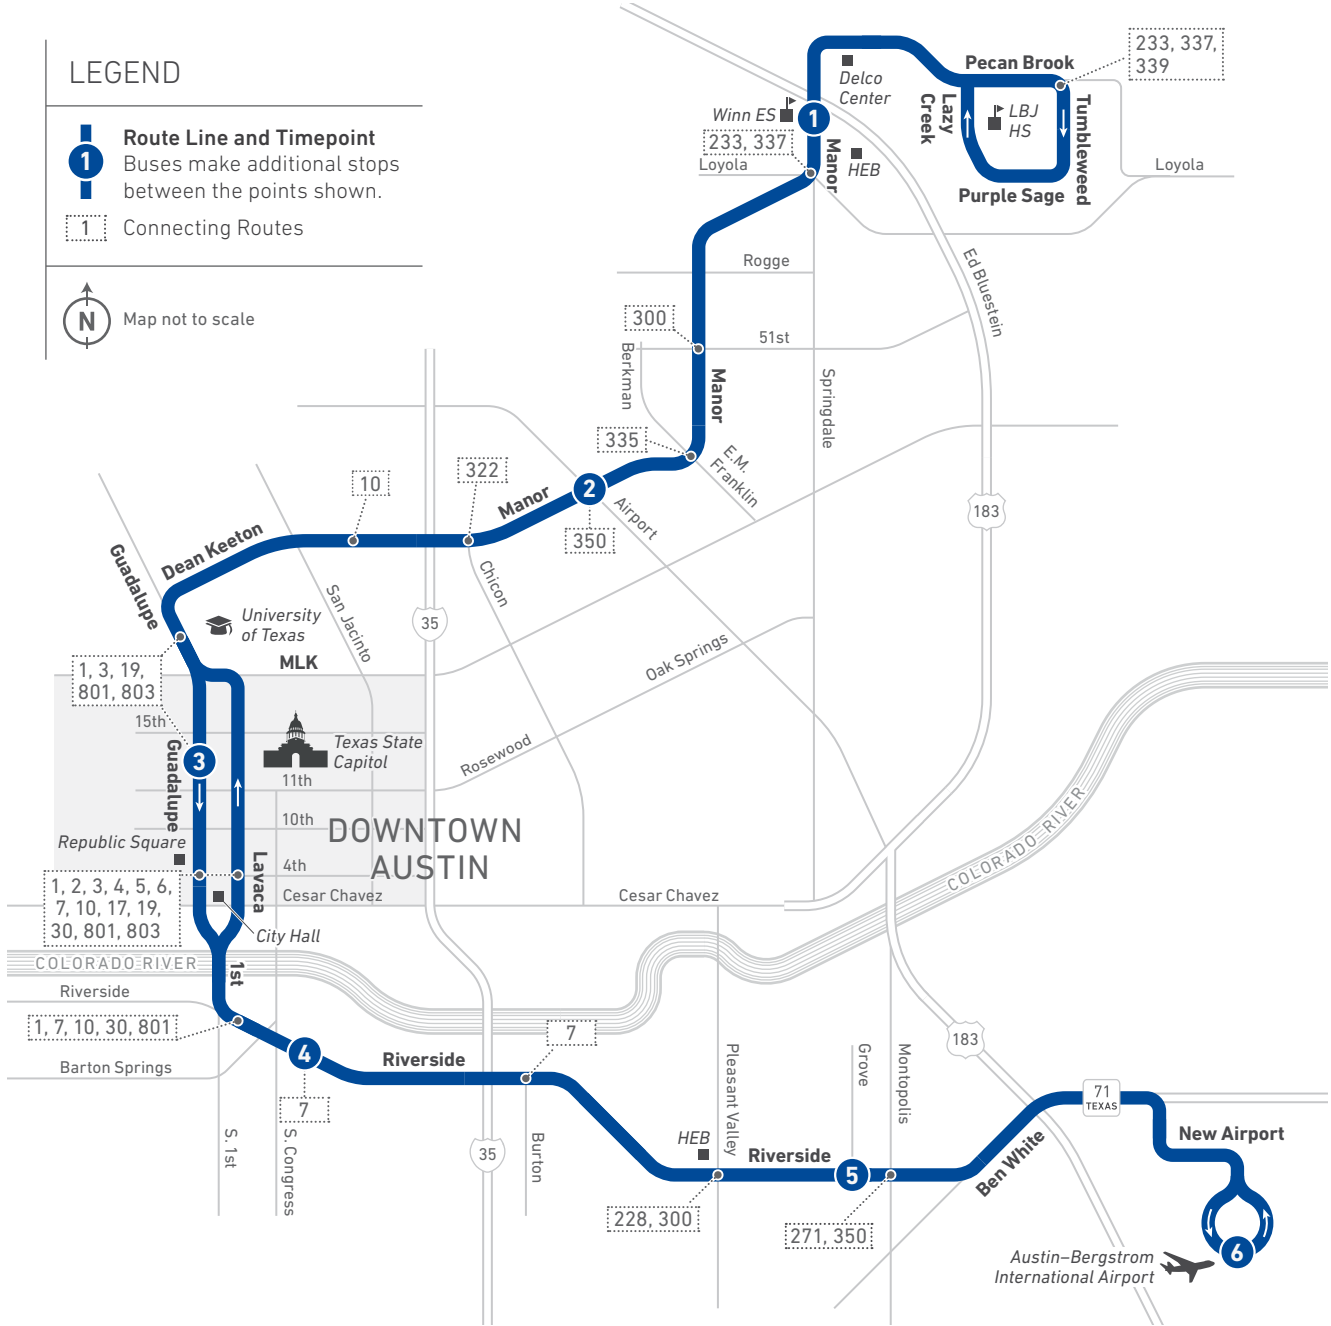 LEGEND
1
Route Line and Timepoint
Buses make additional stops
between the points shown.
1
Connecting Routes
N
Map not to scale
233, 337,
339
Pecan Brook
Delco
Center
Lazy
Creek
LBJ
HS
Tumbleweed
Winn ES
1
233, 337
Manor
HEB
Loyola
Loyola
Purple Sage
Rogge
Ed Bluestein
300
51st
Berkman
Manor
Springdale
335
E.M.
Franklin
322
10
Manor
2
Airport
183
350
Dean Keeton
Guadalupe
Chicon
San Jacinto
University
of Texas
35
Oak Springs
MLK
1, 3, 19,
801, 803
15th
Guadalupe
3
Texas State
Capitol
Rosewood
11th
10th
DOWNTOWN
AUSTIN
Republic Square
4th
Lavaca
1, 2, 3, 4, 5, 6,
7, 10, 17, 19,
30, 801, 803
Cesar Chavez
Cesar Chavez
COLORADO RIVER
City Hall
COLORADO RIVER
1st
Riverside
1, 7, 10, 30, 801
7
4
Riverside
Barton Springs
7
Pleasant Valley
Grove
Montopolis
183
71
TEXAS
New Airport
S. 1st
S. Congress
35
Burton
HEB
Riverside
5
Ben White
228, 300
271, 350
6
Austin–Bergstrom
International Airport